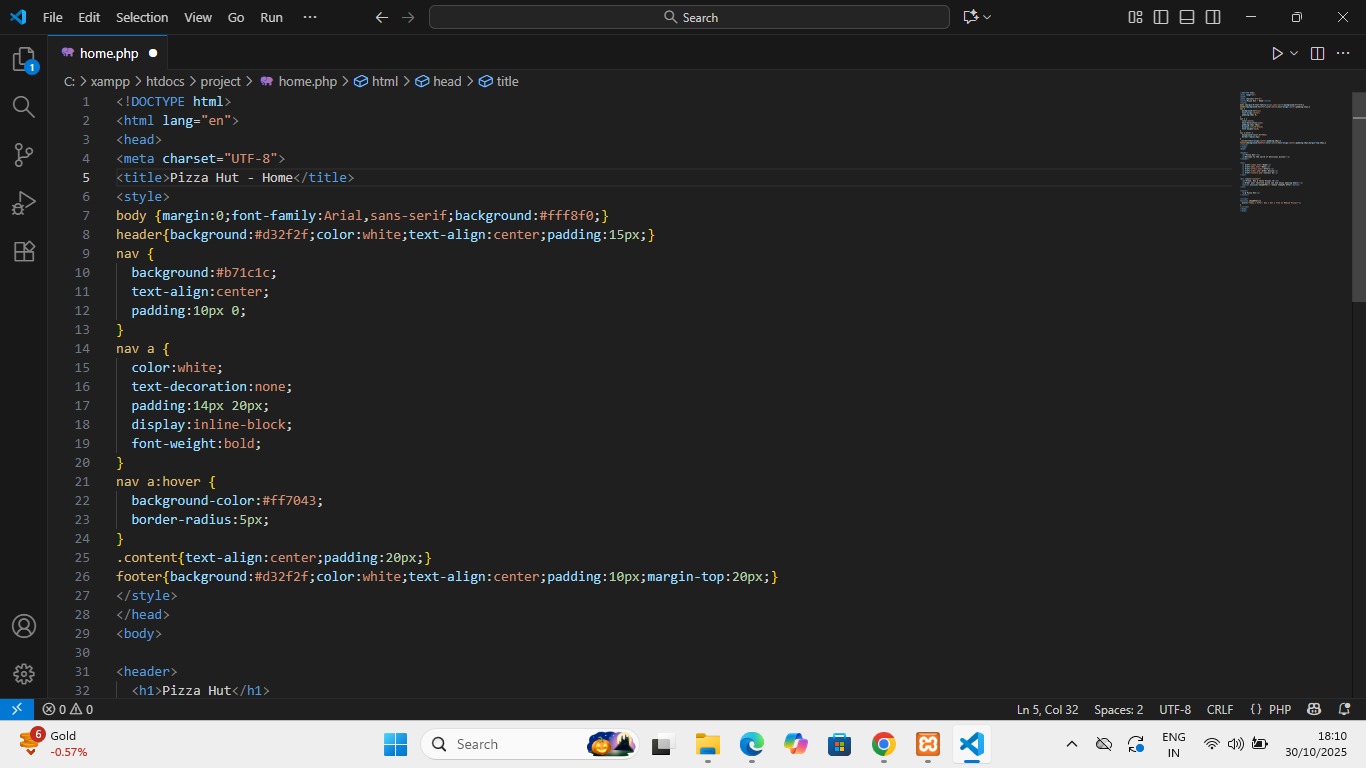 File Edit Selection View Go Run ··· Search
home.php
1
C: > xampp > htdocs > project > home.php > html > head > title
1 <!DOCTYPE html>
2 <html lang="en">
3 <head>
4 <meta charset="UTF-8">
5 <title>Pizza Hut - Home</title>
6 <style>
7 body {margin:0;font-family:Arial,sans-serif;background:#fff8f0;}
8 header{background:#d32f2f;color:white;text-align:center;padding:15px;}
9 nav {
10 background:#b71c1c;
11 text-align:center;
12 padding:10px 0;
13 }
14 nav a {
15 color:white;
16 text-decoration:none;
17 padding:14px 20px;
18 display:inline-block;
19 font-weight:bold;
20 }
21 nav a:hover {
22 background-color:#ff7043;
23 border-radius:5px;
24 }
25 .content{text-align:center;padding:20px;}
26 footer{background:#d32f2f;color:white;text-align:center;padding:10px;margin-top:20px;}
27 </style>
28 </head>
29 <body>
30
31 <header>
32 <h1>Pizza Hut</h1>
0 0 Ln 5, Col 32 Spaces: 2 UTF-8 CRLF {} PHP
6 Gold
-0.57%
Search
ENG
IN
18:10
30/10/2025